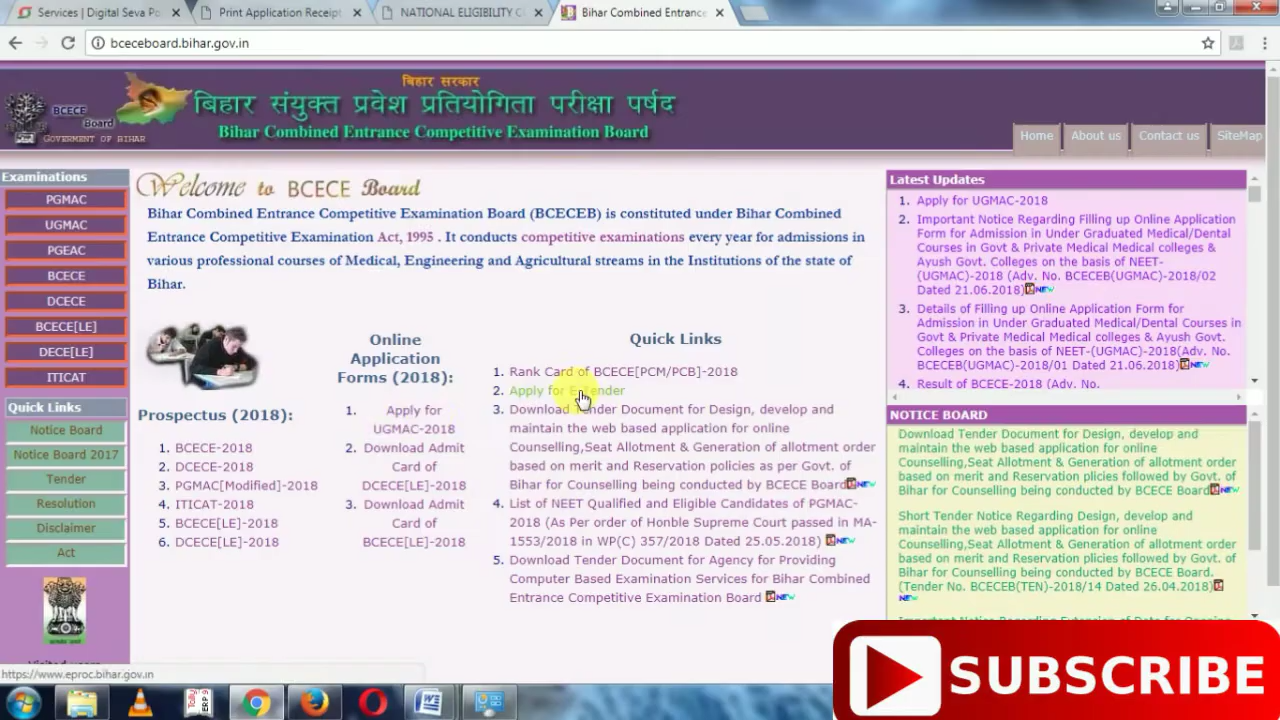 Services | Digital Seva Po
Print Application Receipt
NATIONAL ELIGIBILITY C
Bihar Combined Entrance
bceceboard.bihar.gov.in
बिहार सरकार
बिहार संयुक्त प्रवेश प्रतियोगिता परीक्षा पर्षद
Bihar Combined Entrance Competitive Examination Board
BCECE
Board
GOVERMENT OF BIHAR
Home
About us
Contact us
SiteMap
Examinations
PGMAC
UGMAC
PGEAC
BCECE
DCECE
BCECE[LE]
DECE[LE]
ITICAT
Quick Links
Notice Board
Notice Board 2017
Tender
Resolution
Disclaimer
Act
Welcome to BCECE Board
Bihar Combined Entrance Competitive Examination Board (BCECEB) is constituted under Bihar Combined
Entrance Competitive Examination Act, 1995 . It conducts competitive examinations every year for admissions in
various professional courses of Medical, Engineering and Agricultural streams in the Institutions of the state of
Bihar.
Prospectus (2018):
1. BCECE-2018
2. DCECE-2018
3. PGMAC[Modified]-2018
4. ITICAT-2018
5. BCECE[LE]-2018
6. DCECE[LE]-2018
Online
Application
Forms (2018):
1. Apply for
UGMAC-2018
2. Download Admit
Card of
DCECE[LE]-2018
3. Download Admit
Card of
BCECE[LE]-2018
Quick Links
1. Rank Card of BCECE[PCM/PCB]-2018
2. Apply for E-Tender
3. Download Tender Document for Design, develop and
maintain the web based application for online
Counselling,Seat Allotment & Generation of allotment order
based on merit and Reservation policies as per Govt. of
Bihar for Counselling being conducted by BCECE Board NEW
4. List of NEET Qualified and Eligible Candidates of PGMAC-
2018 (As Per order of Honble Supreme Court passed in MA-
1553/2018 in WP(C) 357/2018 Dated 25.05.2018) NEW
5. Download Tender Document for Agency for Providing
Computer Based Examination Services for Bihar Combined
Entrance Competitive Examination Board NEW
Latest Updates
1. Apply for UGMAC-2018
2. Important Notice Regarding Filling up Online Application
Form for Admission in Under Graduated Medical/Dental
Courses in Govt & Private Medical Medical colleges &
Ayush Govt. Colleges on the basis of NEET-
(UGMAC)-2018 (Adv. No. BCECEB(UGMAC)-2018/02
Dated 21.06.2018) NEW
3. Details of Filling up Online Application Form for
Admission in Under Graduated Medical/Dental Courses in
Govt & Private Medical Medical colleges & Ayush Govt.
Colleges on the basis of NEET-(UGMAC)-2018(Adv. No.
BCECEB(UGMAC)-2018/01 Dated 21.06.2018) NEW
4. Result of BCECE-2018 (Adv. No.
NOTICE BOARD
Download Tender Document for Design, develop and
maintain the web based application for online
Counselling,Seat Allotment & Generation of allotment order
based on merit and Reservation policies followed by Govt. of
Bihar for Counselling being conducted by BCECE Board NEW
Short Tender Notice Regarding Design, develop and
maintain the web based application for online
Counselling,Seat Allotment & Generation of allotment order
based on merit and Reservation plicies followed by Govt. of
Bihar for Counselling being conducted by BCECE Board.
(Tender No. BCECEB(TEN)-2018/14 Dated 26.04.2018)
NEW
https://www.eproc.bihar.gov.in
SUBSCRIBE